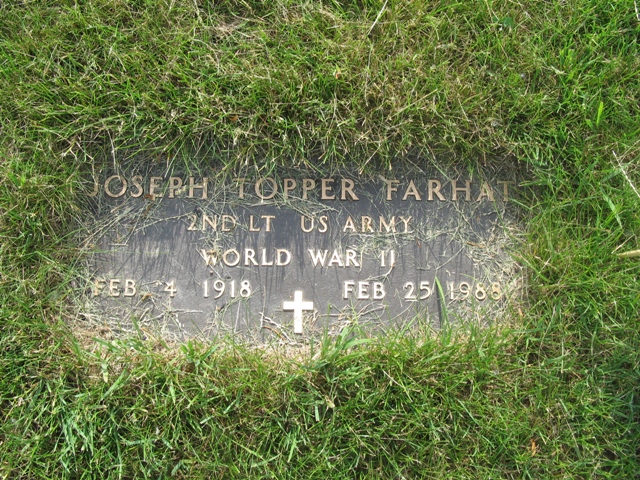 JOSEPH TOPPER FARHAT
2ND LT US ARMY
WORLD WAR II
FEB 4 1918 FEB 25 1988